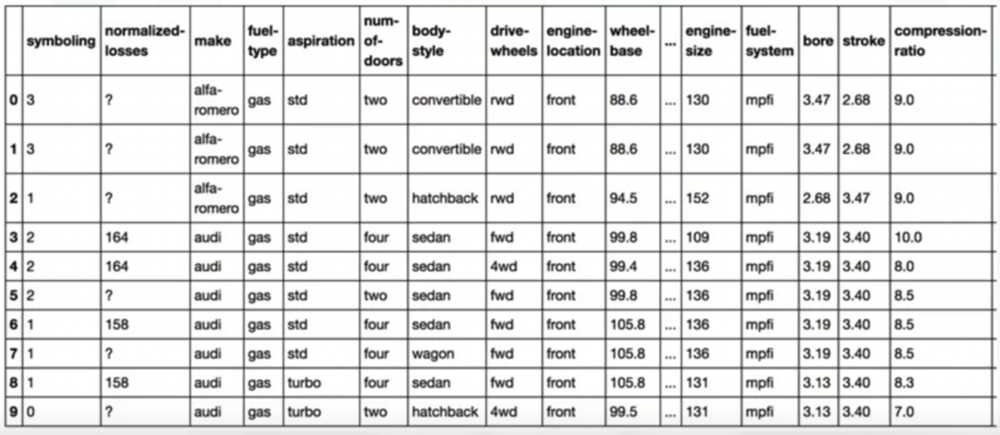 symboling normalized-losses make fuel-type aspiration num-of-doors body-style drive-wheels engine-location wheel-base ... engine-size fuel-system bore stroke compression-ratio
0 3 ? alfa-romero gas std two convertible rwd front 88.6 ... 130 mpfi 3.47 2.68 9.0
1 3 ? alfa-romero gas std two convertible rwd front 88.6 ... 130 mpfi 3.47 2.68 9.0
2 1 ? alfa-romero gas std two hatchback rwd front 94.5 ... 152 mpfi 2.68 3.47 9.0
3 2 164 audi gas std four sedan fwd front 99.8 ... 109 mpfi 3.19 3.40 10.0
4 2 164 audi gas std four sedan 4wd front 99.4 ... 136 mpfi 3.19 3.40 8.0
5 2 ? audi gas std two sedan fwd front 99.8 ... 136 mpfi 3.19 3.40 8.5
6 1 158 audi gas std four sedan fwd front 105.8 ... 136 mpfi 3.19 3.40 8.5
7 1 ? audi gas std four wagon fwd front 105.8 ... 136 mpfi 3.19 3.40 8.5
8 1 158 audi gas turbo four sedan fwd front 105.8 ... 131 mpfi 3.13 3.40 8.3
9 0 ? audi gas turbo two hatchback 4wd front 99.5 ... 131 mpfi 3.13 3.40 7.0